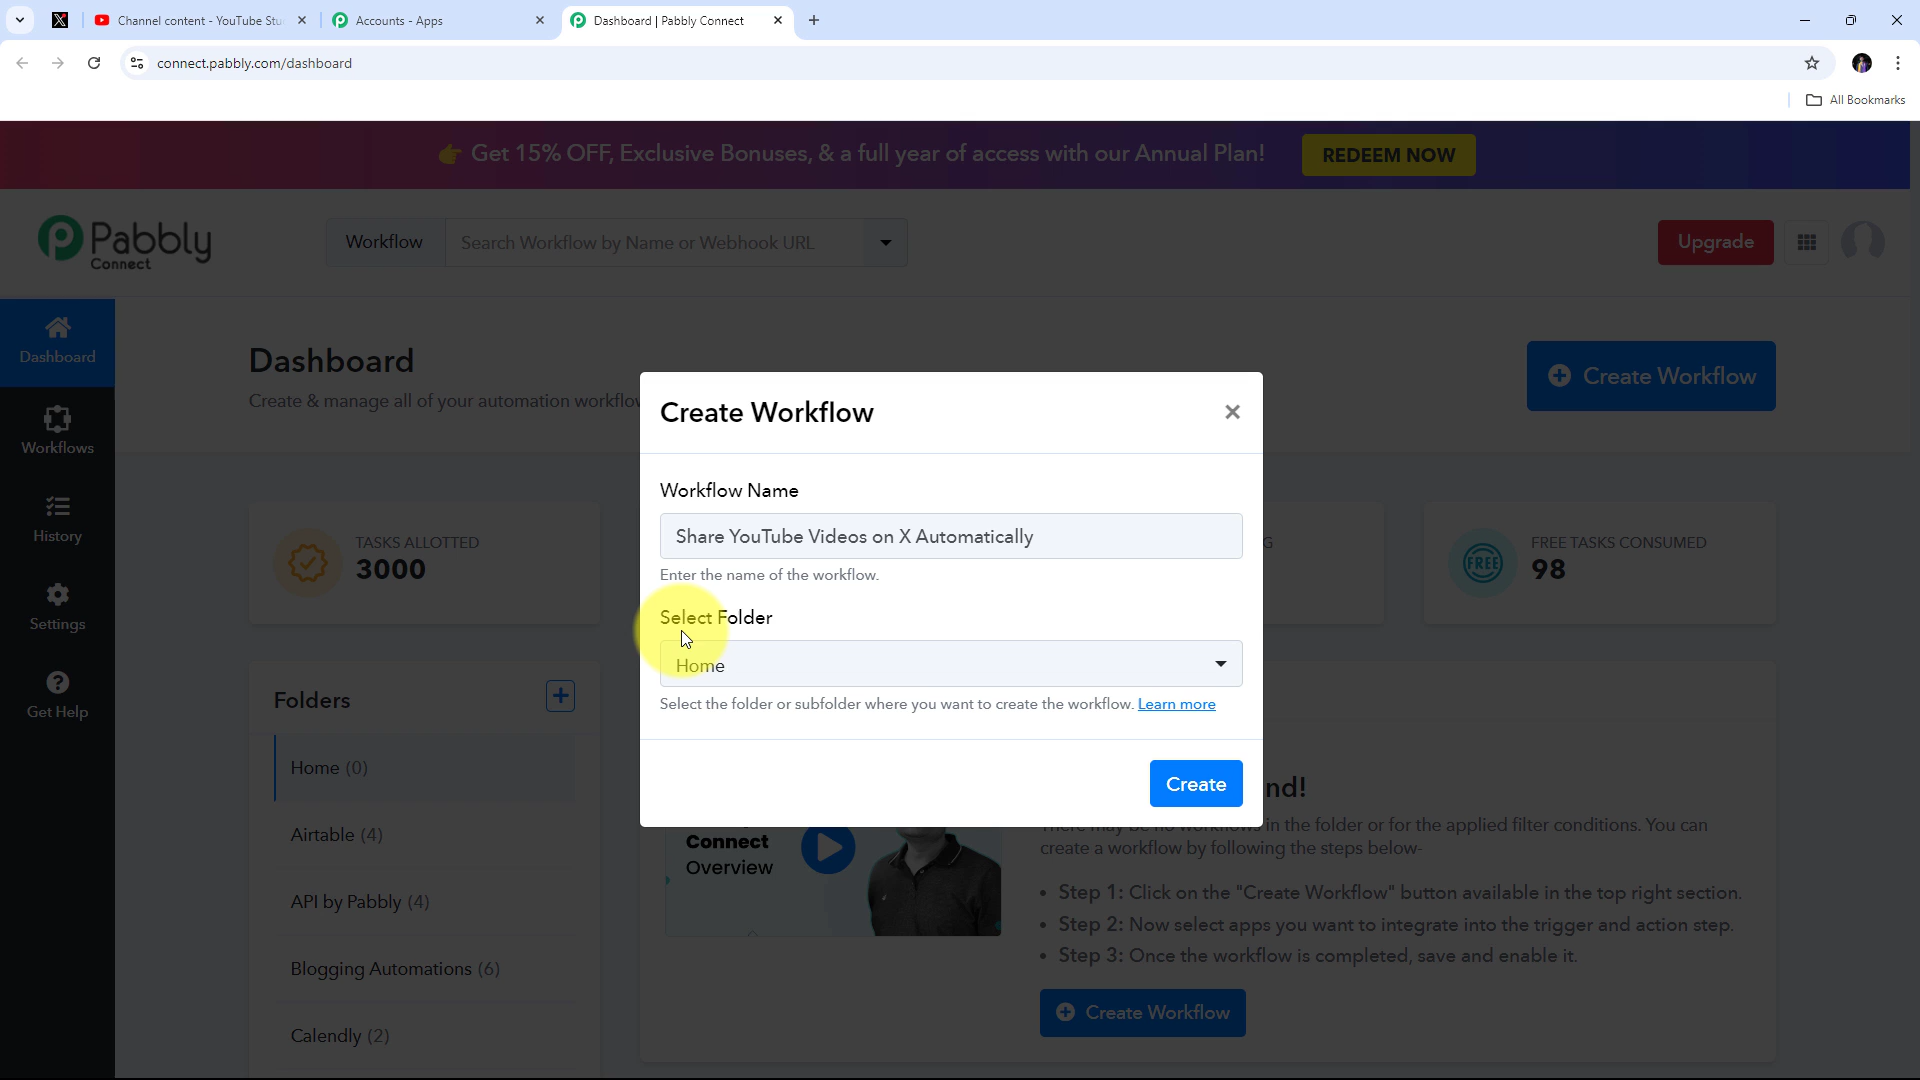 Channel content - YouTube Stu
Accounts - Apps
Dashboard | Pabbly Connect
connect.pabbly.com/dashboard
All Bookmarks
👉 Get 15% OFF, Exclusive Bonuses, & a full year of access with our Annual Plan!
REDEEM NOW
Pabbly
Connect
Workflow
Search Workflow by Name or Webhook URL
Upgrade
Dashboard
Workflows
History
Settings
Get Help
Dashboard
Create & manage all of your automation workflow
Create Workflow
TASKS ALLOTTED
3000
G
FREE TASKS CONSUMED
FREE
98
Create Workflow
Workflow Name
Share YouTube Videos on X Automatically
Enter the name of the workflow.
Select Folder
Home
Select the folder or subfolder where you want to create the workflow. Learn more
Create
Folders
Home (0)
Airtable (4)
API by Pabbly (4)
Blogging Automations (6)
Calendly (2)
Connect
Overview
nd!
There may be no workflows in the folder or for the applied filter conditions. You can
create a workflow by following the steps below-
• Step 1: Click on the "Create Workflow" button available in the top right section.
• Step 2: Now select apps you want to integrate into the trigger and action step.
• Step 3: Once the workflow is completed, save and enable it.
Create Workflow